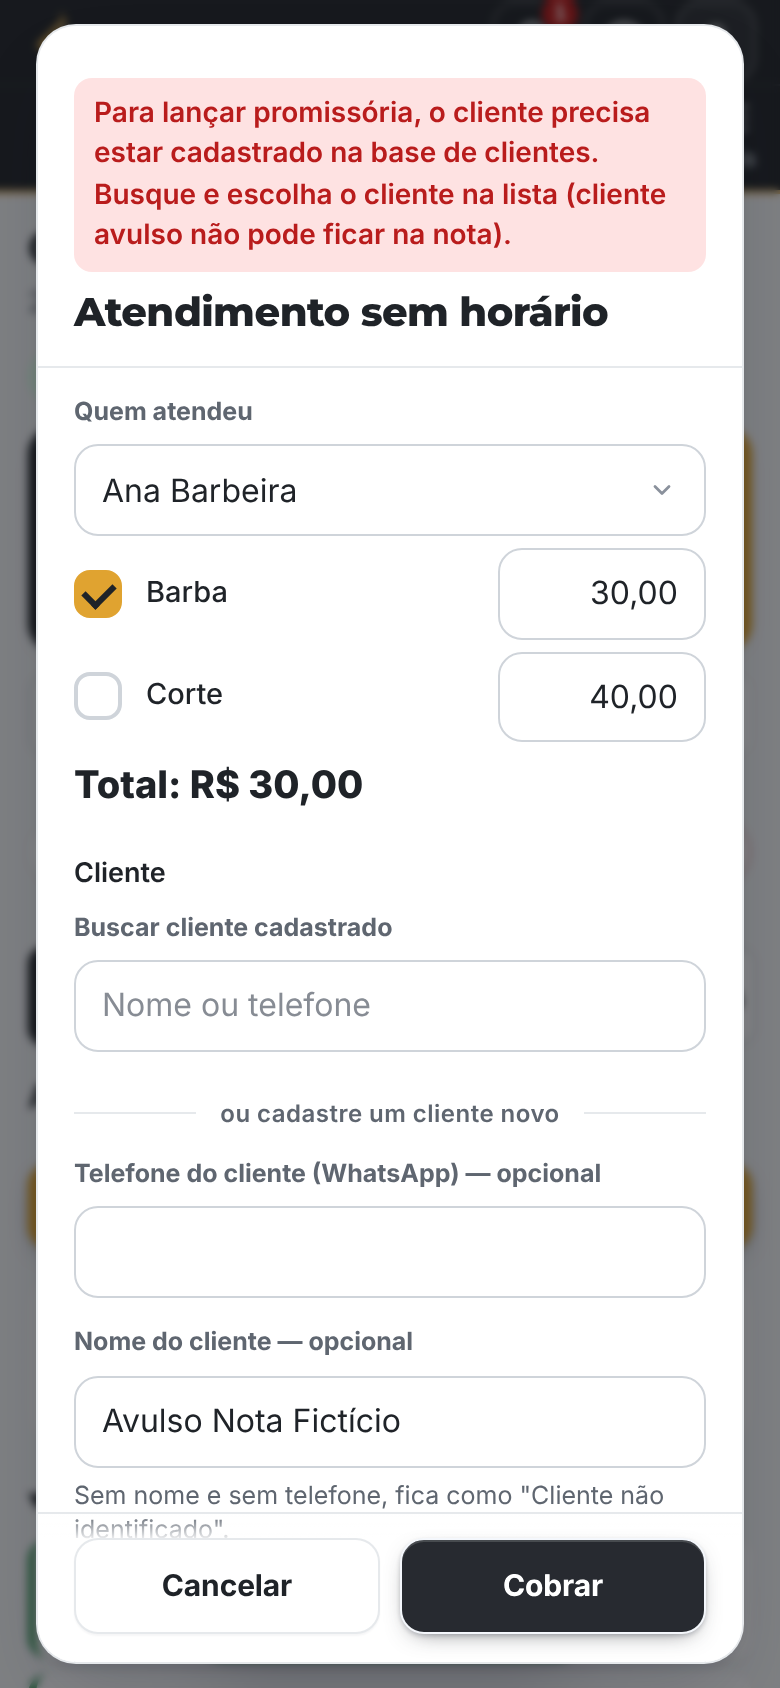 Para lançar promissória, o cliente precisa
estar cadastrado na base de clientes.
Busque e escolha o cliente na lista (cliente
avulso não pode ficar na nota).
Atendimento sem horário
Quem atendeu
Ana Barbeira
Barba
30,00
Corte
40,00
Total: R$ 30,00
Cliente
Buscar cliente cadastrado
Nome ou telefone
ou cadastre um cliente novo
Telefone do cliente (WhatsApp) — opcional
Nome do cliente — opcional
Avulso Nota Fictício
Sem nome e sem telefone, fica como "Cliente não
identificado".
Cancelar
Cobrar